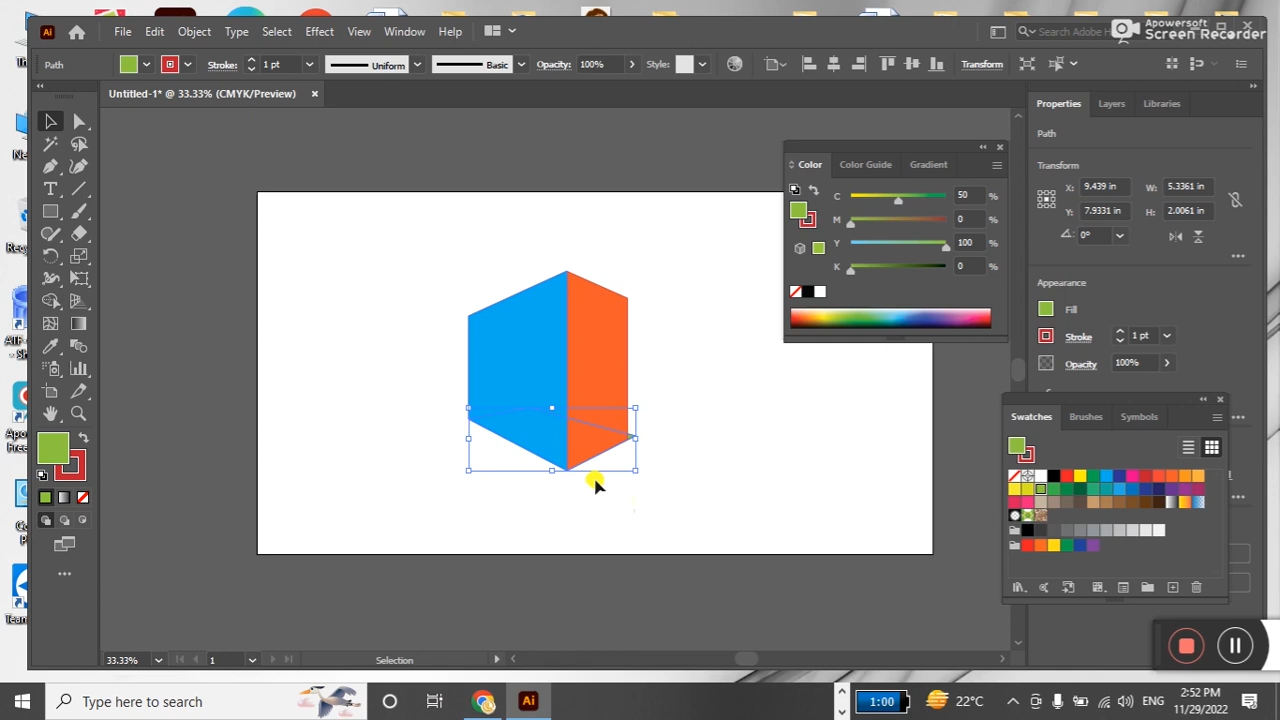 Apowersoft
Screen Recorder
Ai
File Edit Object Type Select Effect View Window Help
Search Adobe
Path
Stroke:
1 pt
Uniform
Basic
Opacity:
100%
Style:
Transform
Untitled-1* @ 33.33% (CMYK/Preview)
Properties
Layers
Libraries
Path
Transform
X: 9.439 in
W: 5.3361 in
Y: 7.9331 in
H: 2.0061 in
0°
Appearance
Fill
Stroke
1 pt
Opacity
100%
Color
Color Guide
Gradient
C 50 %
M 0 %
Y 100 %
K 0 %
Swatches
Brushes
Symbols
33.33%
1
Selection
Type here to search
Ai
1:00
22°C
ENG
2:52 PM
11/29/2022